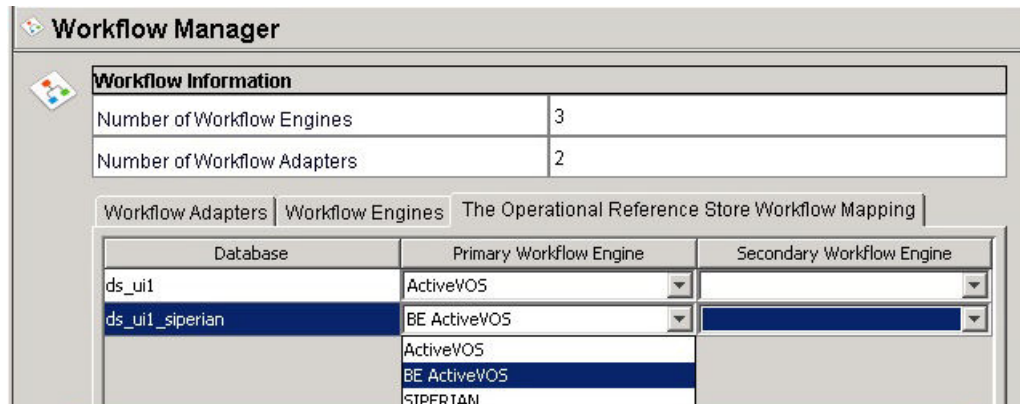 Workflow Manager
Workflow Information
Number of Workflow Engines 3
Number of Workflow Adapters 2
Workflow Adapters Workflow Engines The Operational Reference Store Workflow Mapping
Database Primary Workflow Engine Secondary Workflow Engine
ds_ui1 ActiveVOS
ds_ui1_siperian BE ActiveVOS
ActiveVOS
BE ActiveVOS
SIPERIAN